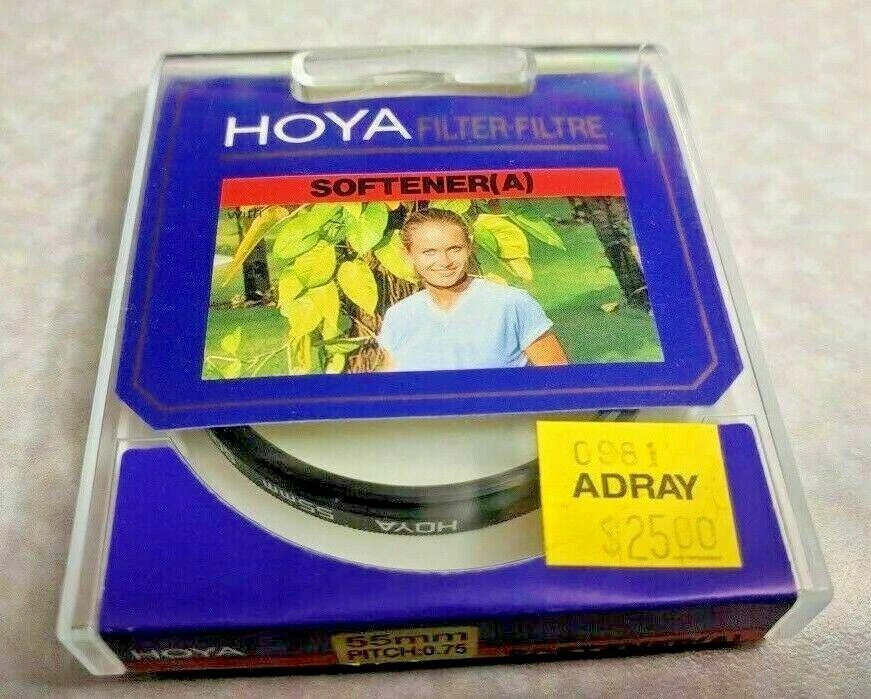 HOYA FILTER·FILTRE
SOFTENER(A)
with
0981
ADRAY
$25.00
55mm HOYA
HOYA
55mm
PITCH:0.75